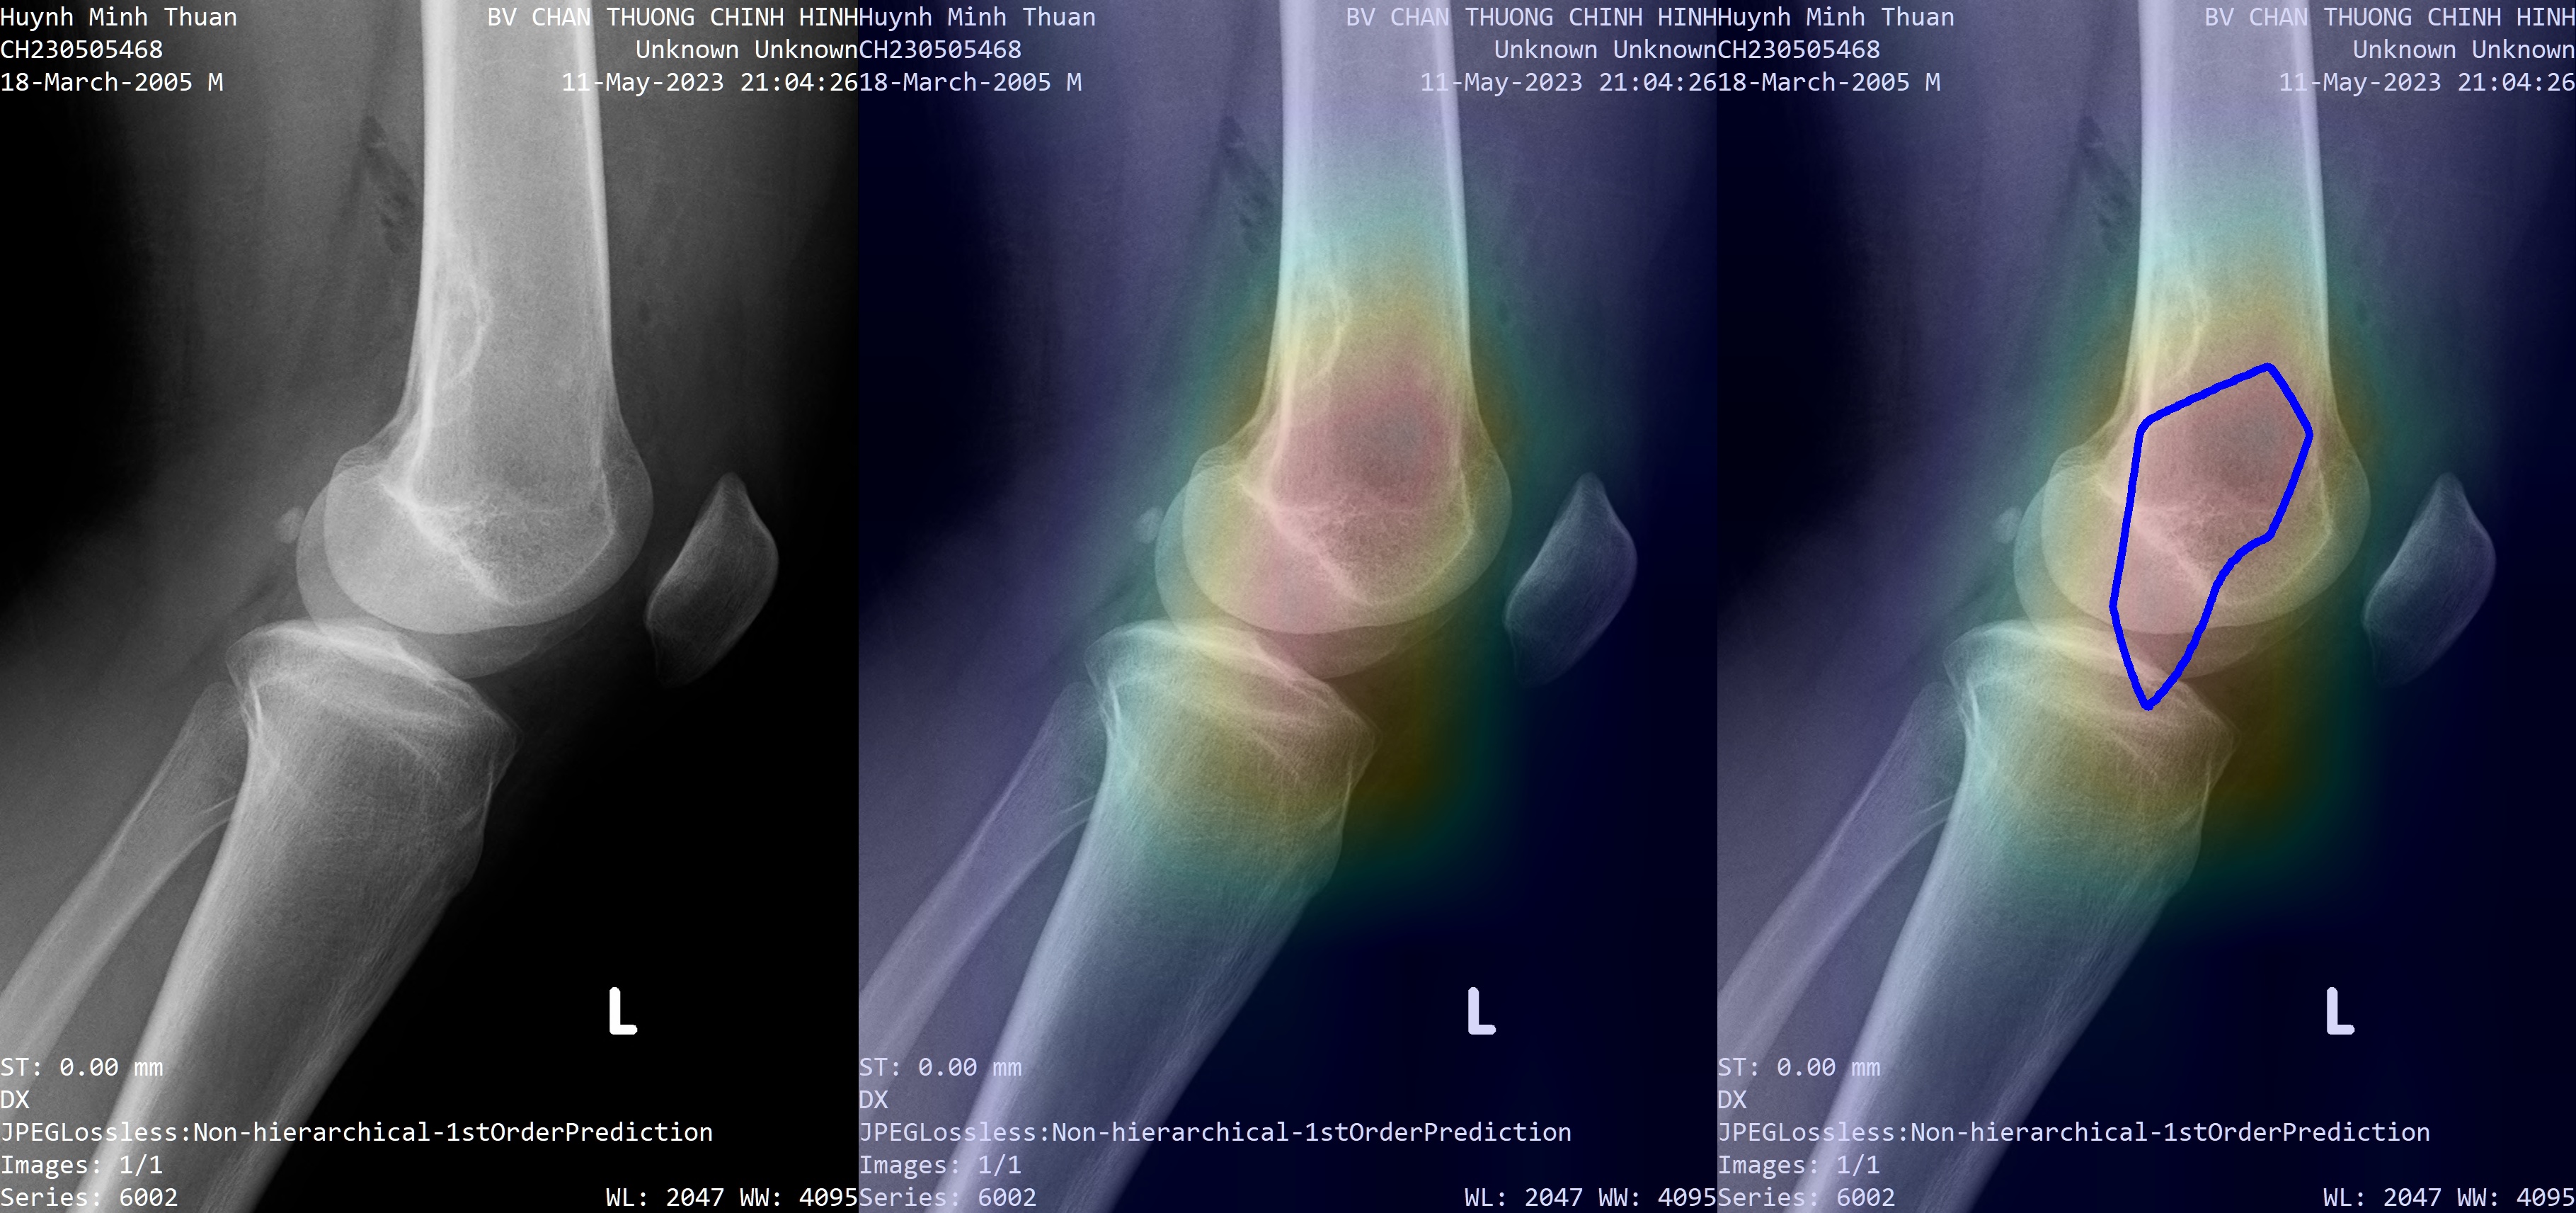 Huynh Minh Thuan
CH230505468
18-March-2005 M
BV CHAN THUONG CHINH HINH
Unknown Unknown
11-May-2023 21:04:26
L
ST: 0.00 mm
DX
JPEGLossless:Non-hierarchical-1stOrderPrediction
Images: 1/1
Series: 6002
WL: 2047 WW: 4095
Huynh Minh Thuan
CH230505468
18-March-2005 M
BV CHAN THUONG CHINH HINH
Unknown Unknown
11-May-2023 21:04:26
L
ST: 0.00 mm
DX
JPEGLossless:Non-hierarchical-1stOrderPrediction
Images: 1/1
Series: 6002
WL: 2047 WW: 4095
Huynh Minh Thuan
CH230505468
18-March-2005 M
BV CHAN THUONG CHINH HINH
Unknown Unknown
11-May-2023 21:04:26
L
ST: 0.00 mm
DX
JPEGLossless:Non-hierarchical-1stOrderPrediction
Images: 1/1
Series: 6002
WL: 2047 WW: 4095